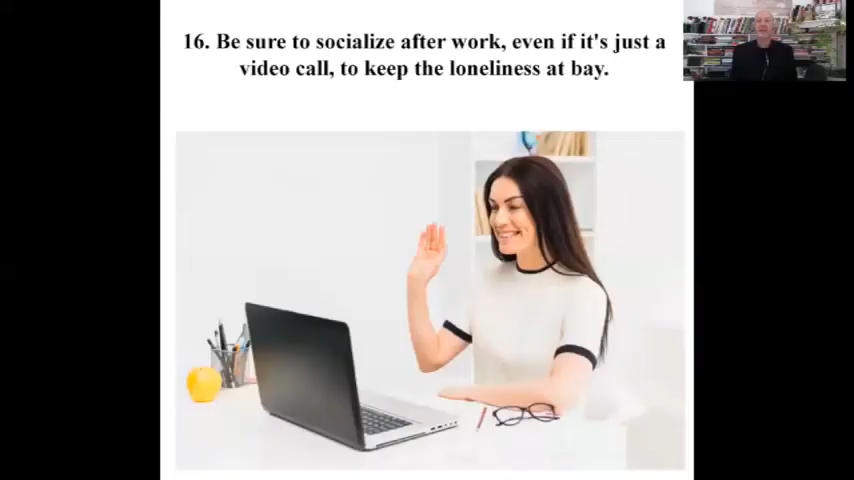 16. Be sure to socialize after work, even if it's just a
video call, to keep the loneliness at bay.